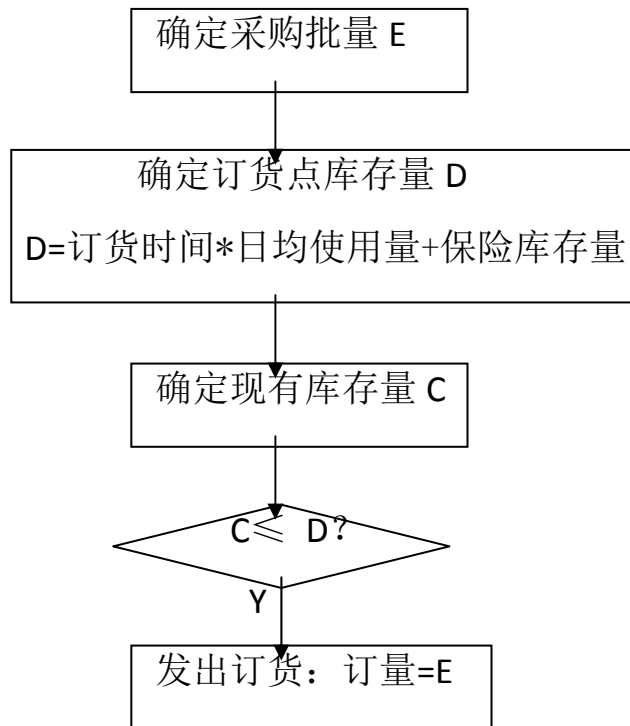 确定采购批量 E
确定订货点库存量 D
D=订货时间*日均使用量+保险库存量
确定现有库存量 C
C≤ D?
Y
发出订货：订量=E